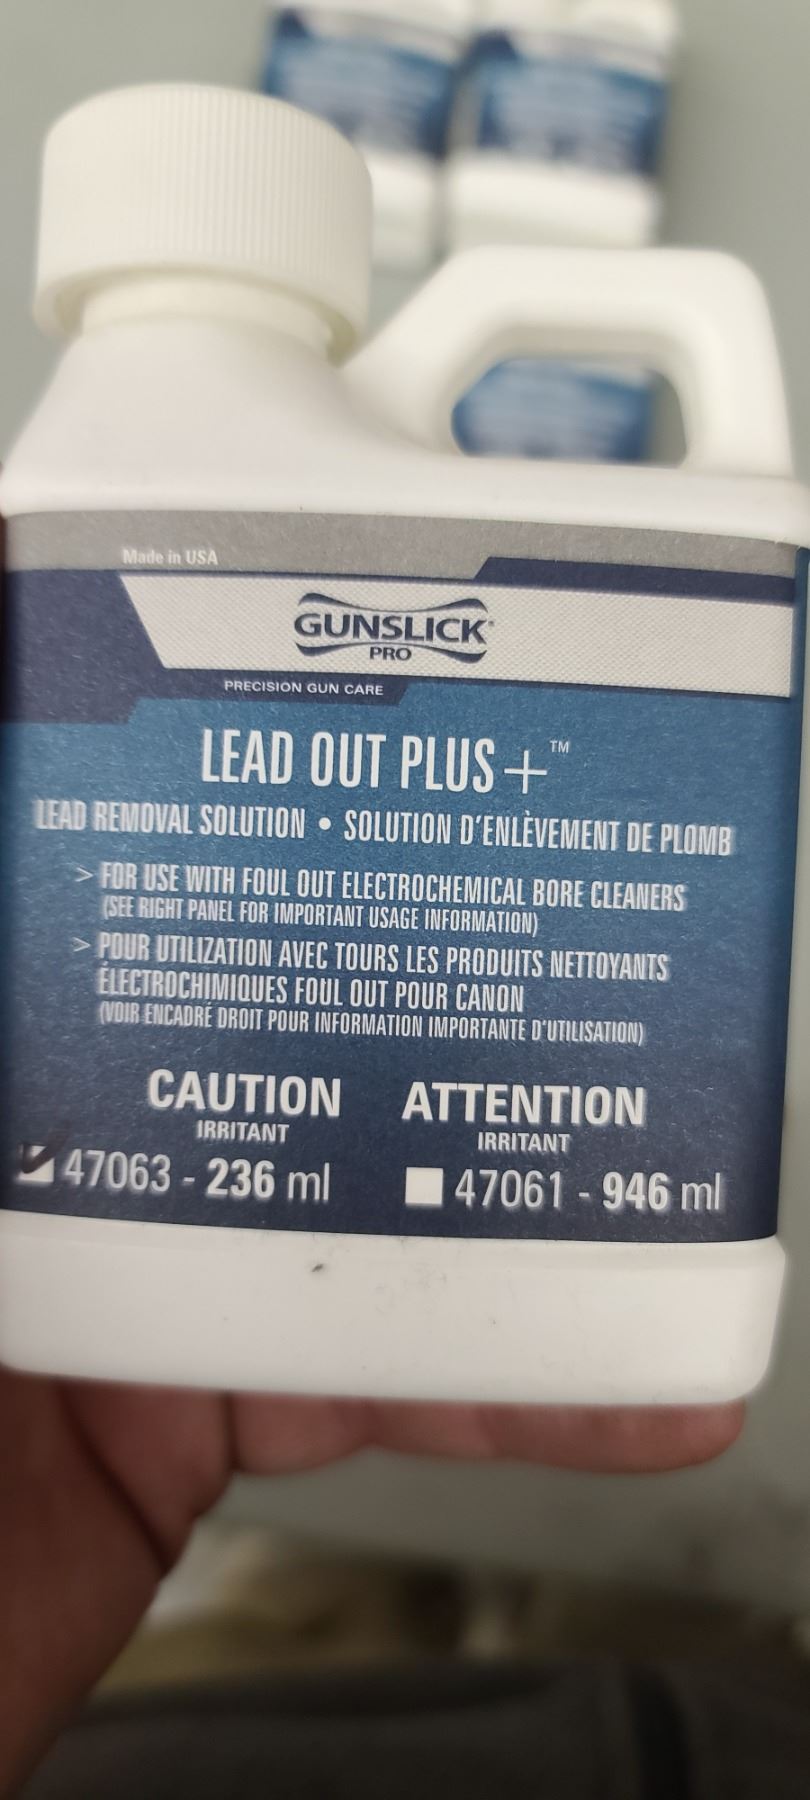 Made in USA
GUNSLICK®
PRO
PRECISION GUN CARE
LEAD OUT PLUS+™
LEAD REMOVAL SOLUTION • SOLUTION D'ENLÈVEMENT DE PLOMB
> FOR USE WITH FOUL OUT ELECTROCHEMICAL BORE CLEANERS
(SEE RIGHT PANEL FOR IMPORTANT USAGE INFORMATION)
> POUR UTILIZATION AVEC TOURS LES PRODUITS NETTOYANTS
ÉLECTROCHIMIQUES FOUL OUT POUR CANON
(VOIR ENCADRÉ DROIT POUR INFORMATION IMPORTANTE D'UTILISATION)
CAUTION ATTENTION
IRRITANT IRRITANT
47063 - 236 ml 47061 - 946 ml